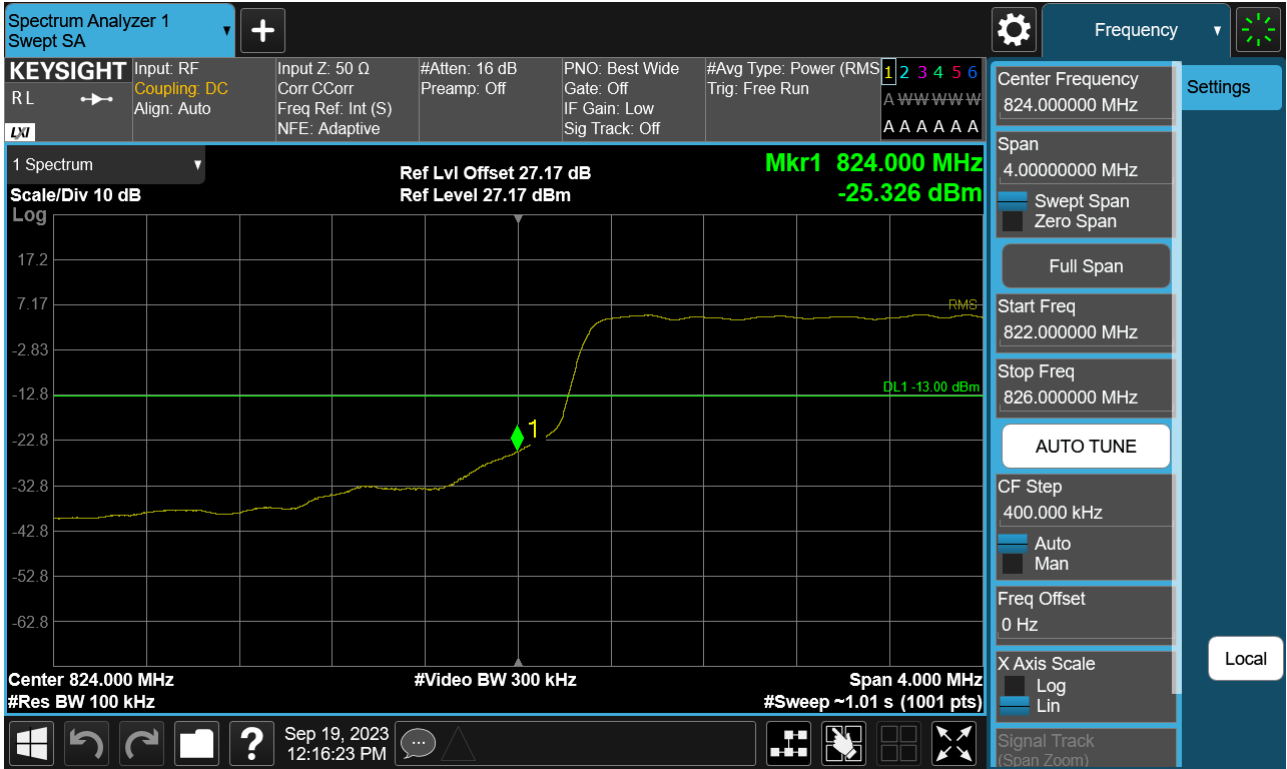 Spectrum Analyzer 1
Swept SA
Frequency
KEYSIGHT
R L
LXI
Input: RF
Coupling: DC
Align: Auto
Input Z: 50 Ω
Corr CCorr
Freq Ref: Int (S)
NFE: Adaptive
#Atten: 16 dB
Preamp: Off
PNO: Best Wide
Gate: Off
IF Gain: Low
Sig Track: Off
#Avg Type: Power (RMS
Trig: Free Run
1 2 3 4 5 6
A W W W W W
A A A A A A
1 Spectrum
Scale/Div 10 dB
Log
Ref Lvl Offset 27.17 dB
Ref Level 27.17 dBm
Mkr1 824.000 MHz
-25.326 dBm
17.2
7.17
-2.83
-12.8
-22.8
-32.8
-42.8
-52.8
-62.8
RMS
DL1 -13.00 dBm
1
Center 824.000 MHz
#Res BW 100 kHz
#Video BW 300 kHz
Span 4.000 MHz
#Sweep ~1.01 s (1001 pts)
Center Frequency
824.000000 MHz
Span
4.00000000 MHz
Swept Span
Zero Span
Full Span
Start Freq
822.000000 MHz
Stop Freq
826.000000 MHz
AUTO TUNE
CF Step
400.000 kHz
Auto
Man
Freq Offset
0 Hz
X Axis Scale
Log
Lin
Signal Track
(Span Zoom)
Settings
Local
?
Sep 19, 2023
12:16:23 PM